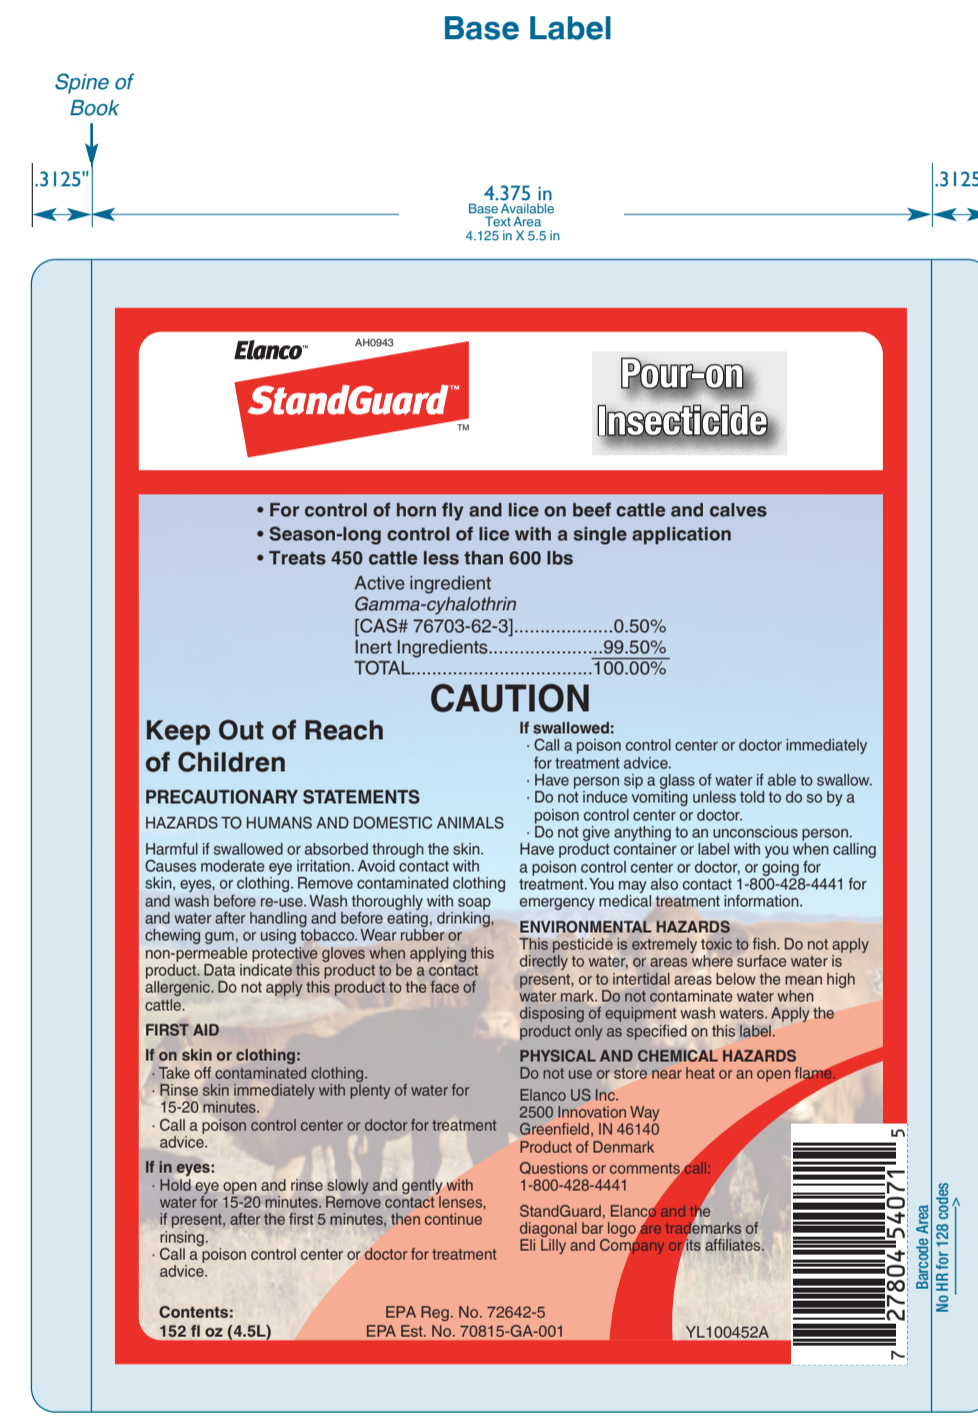 Base Label
Spine of
Book
.3125"
4.375 in
Base Available
Text Area
4.125 in X 5.5 in
.3125
Elanco™
AH0943
StandGuard™
™
Pour-on
Insecticide
• For control of horn fly and lice on beef cattle and calves
• Season-long control of lice with a single application
• Treats 450 cattle less than 600 lbs
Active ingredient
Gamma-cyhalothrin
[CAS# 76703-62-3]...................0.50%
Inert Ingredients......................99.50%
TOTAL...................................100.00%
CAUTION
Keep Out of Reach
of Children
PRECAUTIONARY STATEMENTS
HAZARDS TO HUMANS AND DOMESTIC ANIMALS
Harmful if swallowed or absorbed through the skin.
Causes moderate eye irritation. Avoid contact with
skin, eyes, or clothing. Remove contaminated clothing
and wash before re-use. Wash thoroughly with soap
and water after handling and before eating, drinking,
chewing gum, or using tobacco. Wear rubber or
non-permeable protective gloves when applying this
product. Data indicate this product to be a contact
allergenic. Do not apply this product to the face of
cattle.
FIRST AID
If on skin or clothing:
· Take off contaminated clothing.
· Rinse skin immediately with plenty of water for
15-20 minutes.
· Call a poison control center or doctor for treatment
advice.
If in eyes:
· Hold eye open and rinse slowly and gently with
water for 15-20 minutes. Remove contact lenses,
if present, after the first 5 minutes, then continue
rinsing.
· Call a poison control center or doctor for treatment
advice.
If swallowed:
· Call a poison control center or doctor immediately
for treatment advice.
· Have person sip a glass of water if able to swallow.
· Do not induce vomiting unless told to do so by a
poison control center or doctor.
· Do not give anything to an unconscious person.
Have product container or label with you when calling
a poison control center or doctor, or going for
treatment. You may also contact 1-800-428-4441 for
emergency medical treatment information.
ENVIRONMENTAL HAZARDS
This pesticide is extremely toxic to fish. Do not apply
directly to water, or areas where surface water is
present, or to intertidal areas below the mean high
water mark. Do not contaminate water when
disposing of equipment wash waters. Apply the
product only as specified on this label.
PHYSICAL AND CHEMICAL HAZARDS
Do not use or store near heat or an open flame.
Elanco US Inc.
2500 Innovation Way
Greenfield, IN 46140
Product of Denmark
Questions or comments call:
1-800-428-4441
StandGuard, Elanco and the
diagonal bar logo are trademarks of
Eli Lilly and Company or its affiliates.
Contents:
152 fl oz (4.5L)
EPA Reg. No. 72642-5
EPA Est. No. 70815-GA-001
YL100452A
7 27804 54071 5
Barcode Area
No HR for 128 codes